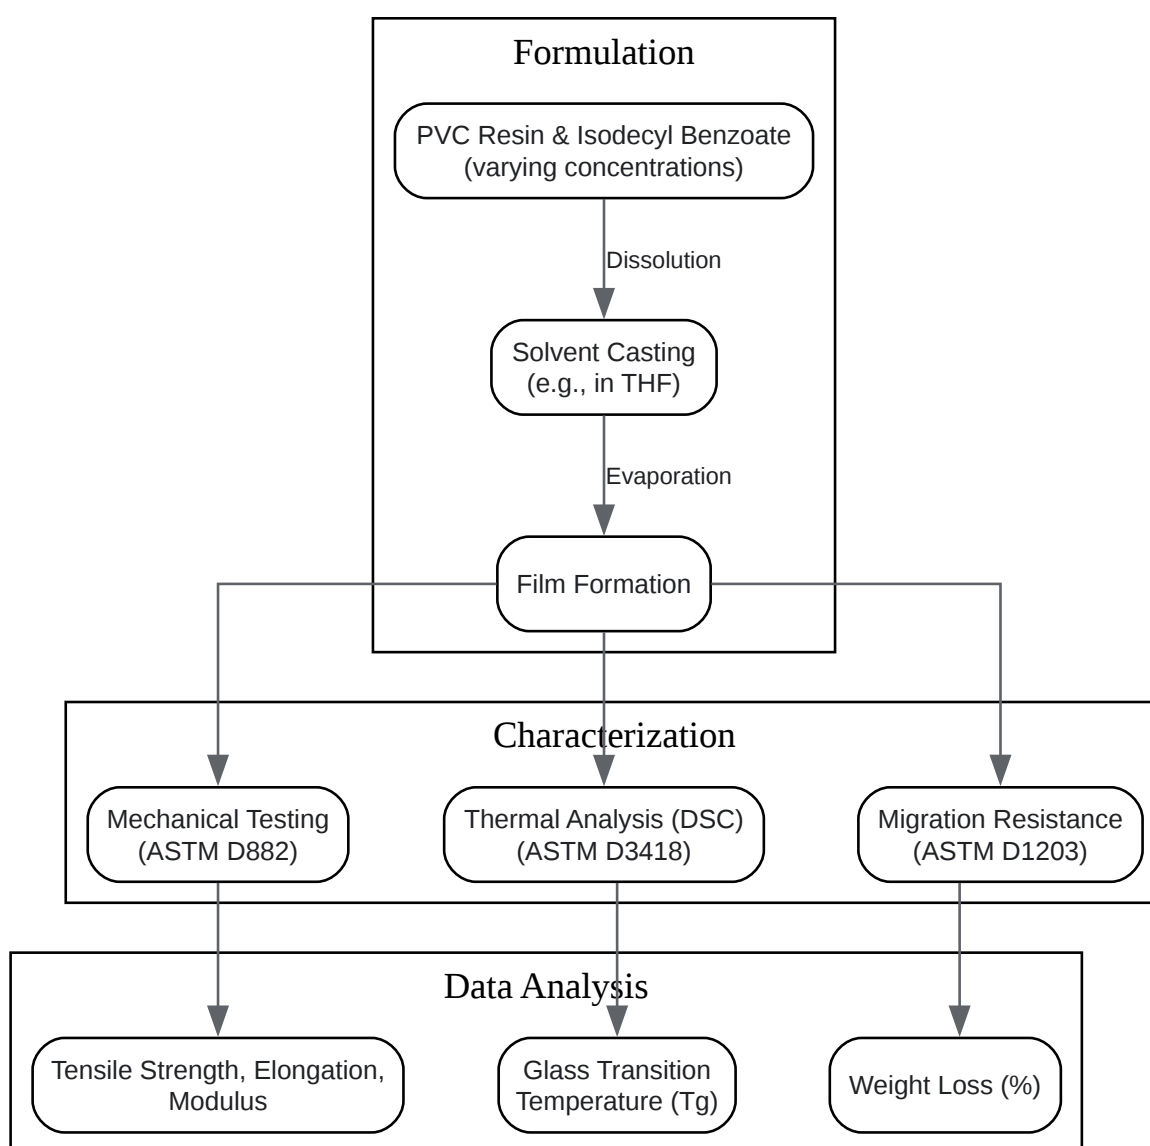 Formulation
PVC Resin & Isodecyl Benzoate
(varying concentrations)
Dissolution
Solvent Casting
(e.g., in THF)
Evaporation
Film Formation
Characterization
Mechanical Testing
(ASTM D882)
Thermal Analysis (DSC)
(ASTM D3418)
Migration Resistance
(ASTM D1203)
Data Analysis
Tensile Strength, Elongation,
Modulus
Glass Transition
Temperature (Tg)
Weight Loss (%)